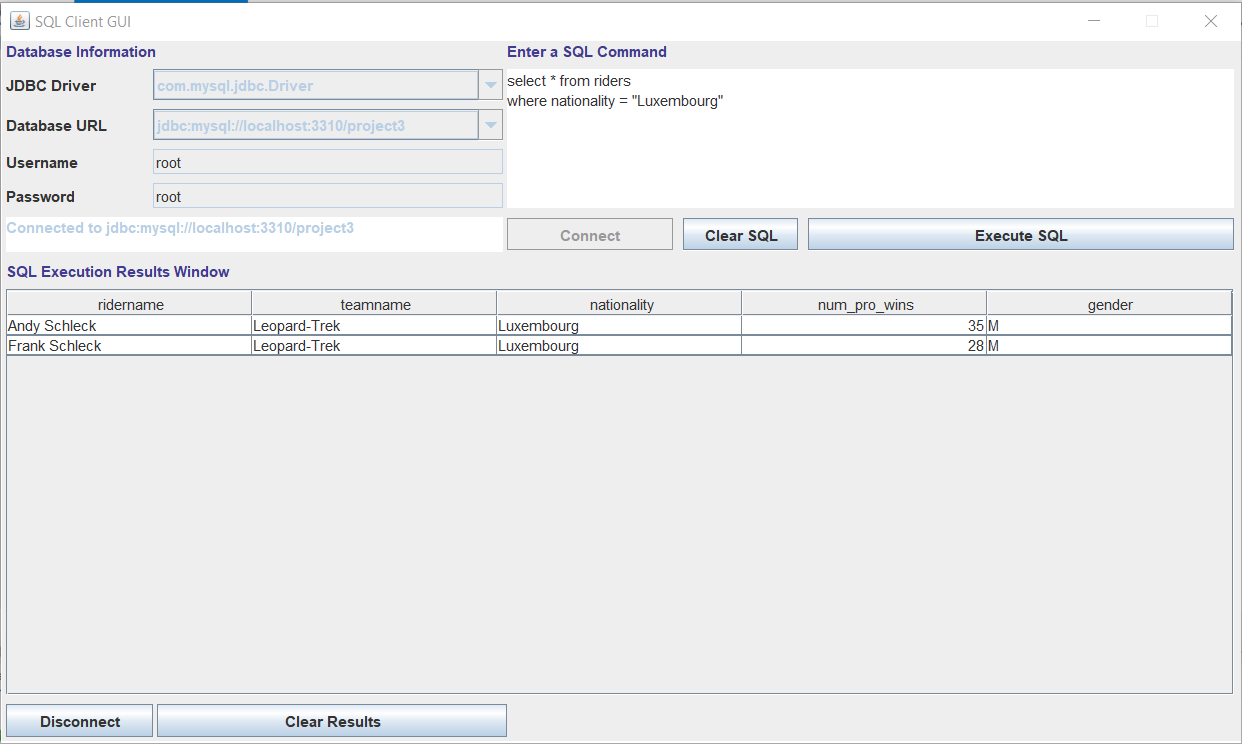 SQL Client GUI
Database Information
JDBC Driver com.mysql.jdbc.Driver
Database URL jdbc:mysql://localhost:3310/project3
Username root
Password root
Connected to jdbc:mysql://localhost:3310/project3
Enter a SQL Command
select * from riders
where nationality = "Luxembourg"
Connect Clear SQL Execute SQL
SQL Execution Results Window
ridername teamname nationality num_pro_wins gender
Andy Schleck Leopard-Trek Luxembourg 35 M
Frank Schleck Leopard-Trek Luxembourg 28 M
Disconnect Clear Results